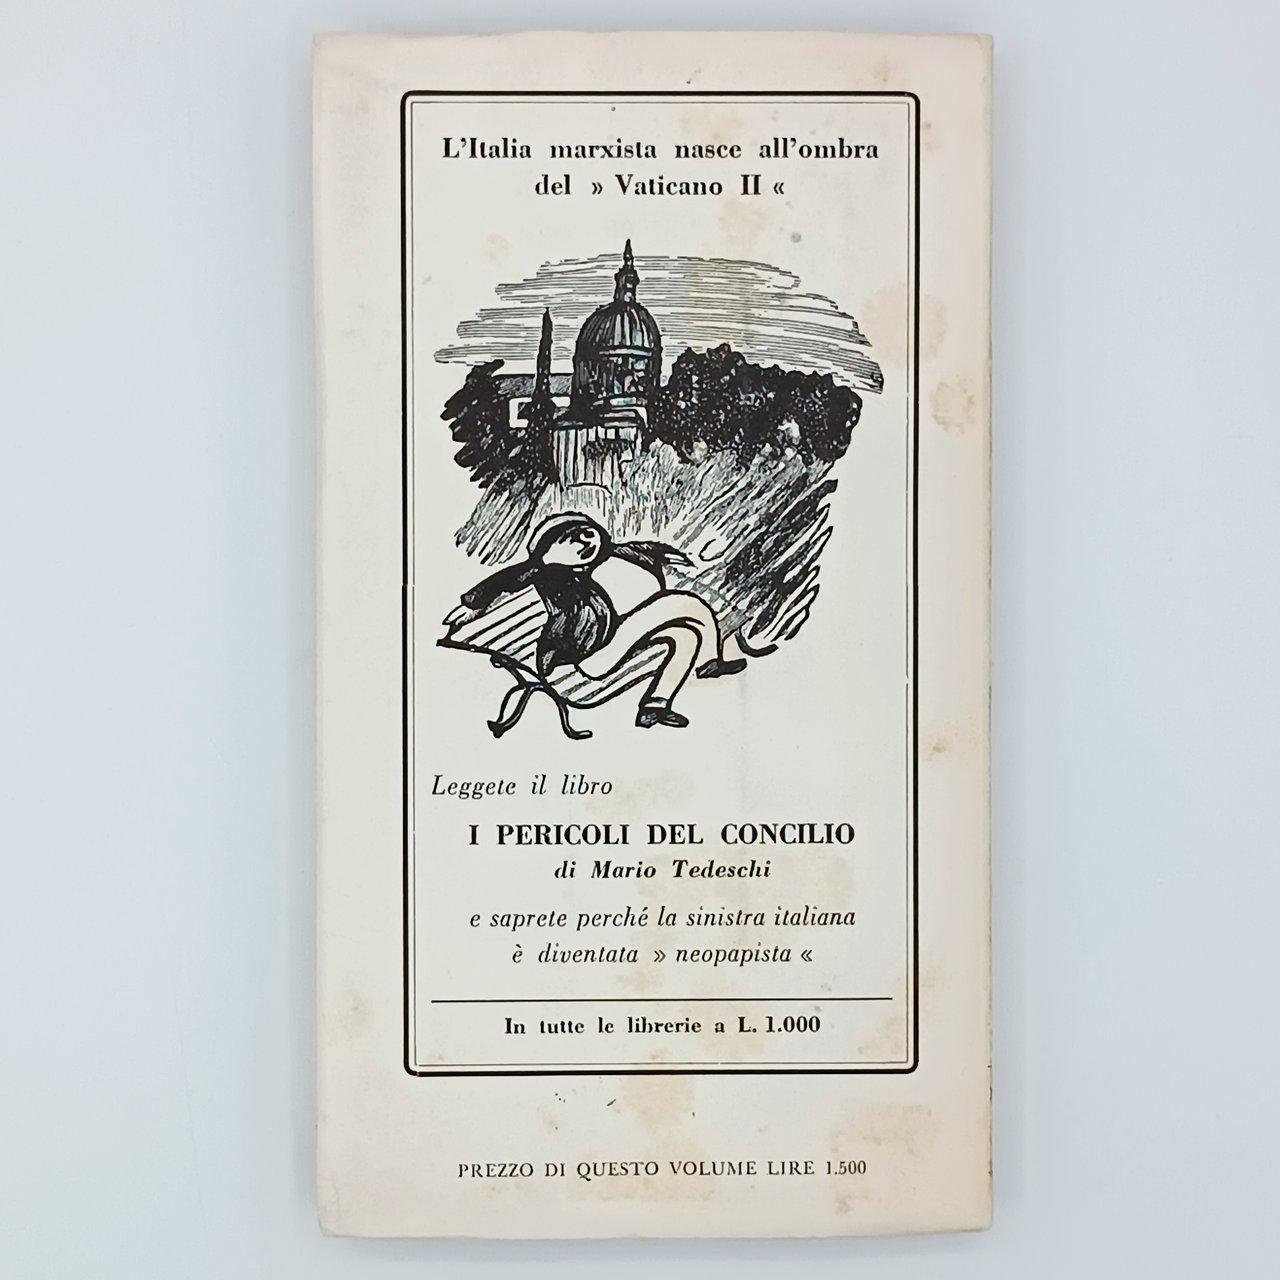 L'Italia marxista nasce all'ombra
del » Vaticano II «
Leggete il libro
I PERICOLI DEL CONCILIO
di Mario Tedeschi
e saprete perché la sinistra italiana
è diventata » neopapista «
In tutte le librerie a L. 1.000
PREZZO DI QUESTO VOLUME LIRE 1.500